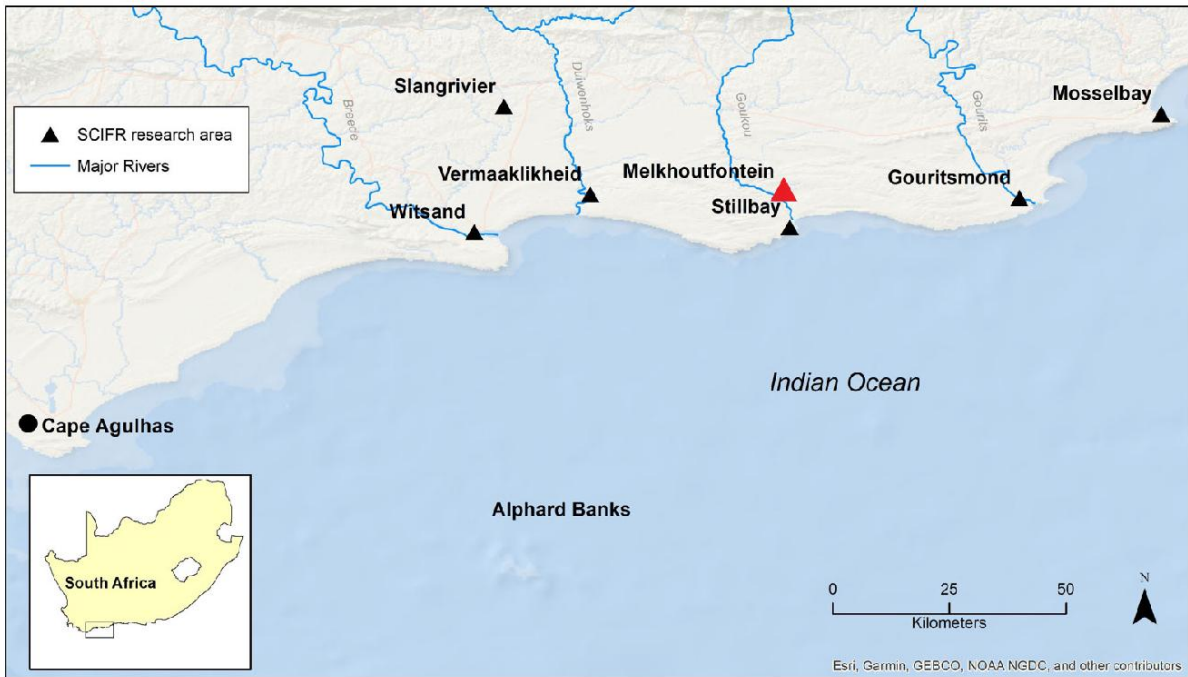 Slangrivier
Mosselbay
SCIFR research area
Major Rivers
Breede
Duiwenhoks
Goukou
Gourits
Vermaaklikheid
Melkhoutfontein
Gouritsmond
Witsand
Stillbay
Indian Ocean
Cape Agulhas
Alphard Banks
South Africa
0 25 50
Kilometers
N
Esri, Garmin, GEBCO, NOAA NGDC, and other contributors